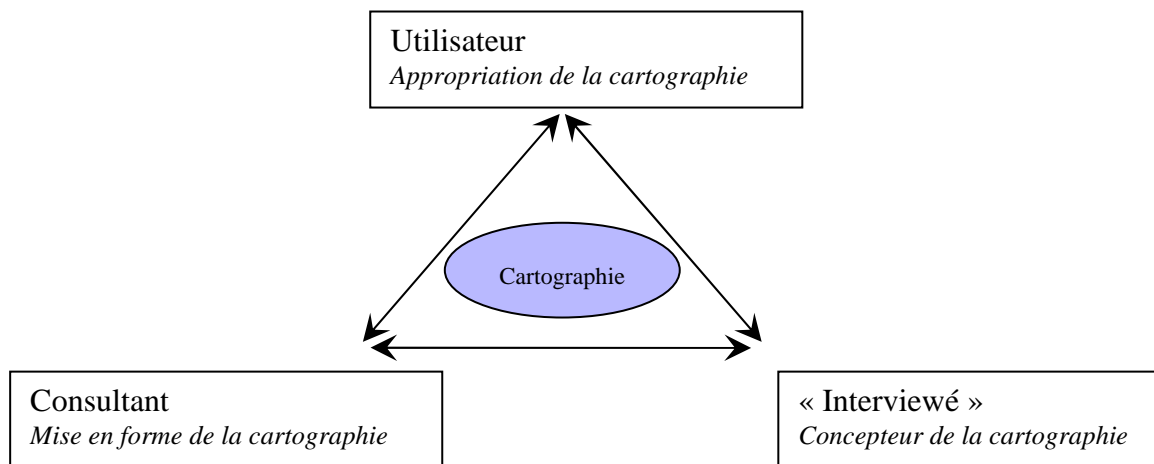 Utilisateur
Appropriation de la cartographie
Cartographie
Consultant
Mise en forme de la cartographie
« Interviewé »
Concepteur de la cartographie